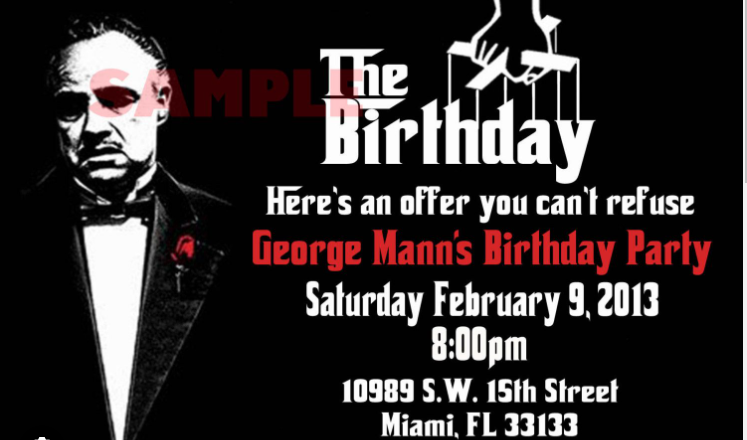 SAMPLE
The
Birthday
Here's an offer you can't refuse
George Mann's Birthday Party
Saturday February 9, 2013
8:00pm
10989 S.W. 15th Street
Miami, FL 33133